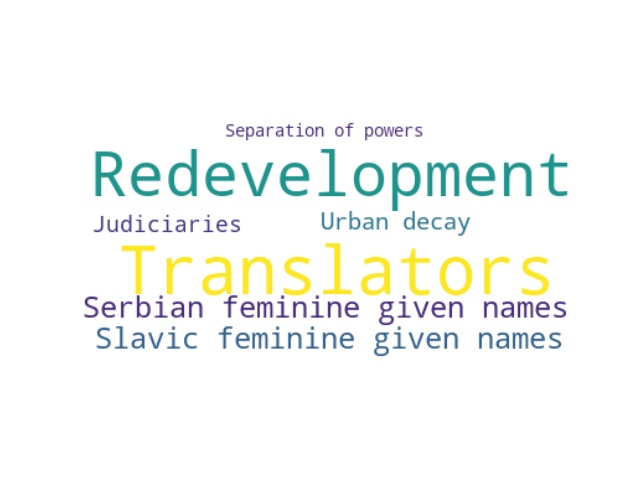 Separation of powers
Redevelopment
Judiciaries Urban decay
Translators
Serbian feminine given names
Slavic feminine given names